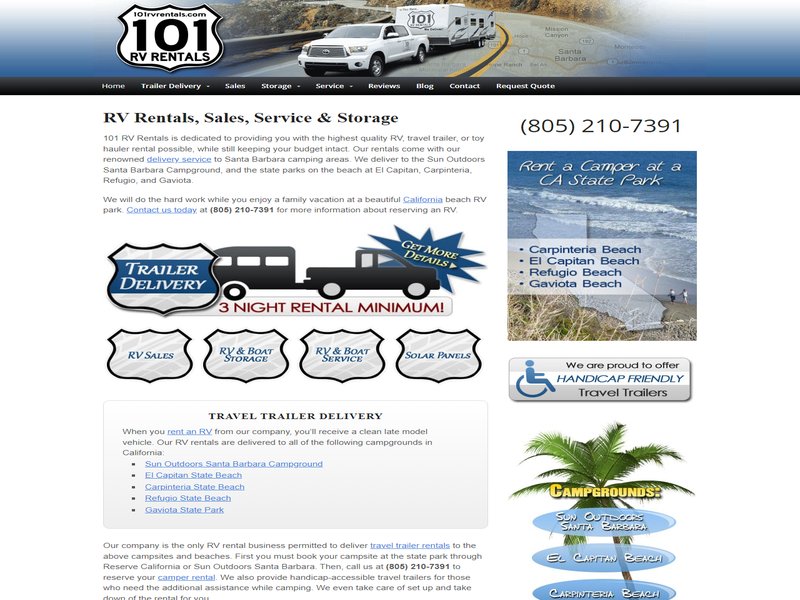 101rvrentals.com
101
RV RENTALS
101
RV RENTALS
We Deliver
Mission
Canyon
Santa
Barbara
Montecito
Home Trailer Delivery Sales Storage Service Reviews Blog Contact Request Quote
RV Rentals, Sales, Service & Storage
101 RV Rentals is dedicated to providing you with the highest quality RV, travel trailer, or toy
hauler rental possible, while still keeping your budget intact. Our rentals come with our
renowned delivery service to Santa Barbara camping areas. We deliver to the Sun Outdoors
Santa Barbara Campground, and the state parks on the beach at El Capitan, Carpinteria,
Refugio, and Gaviota.
We will do the hard work while you enjoy a family vacation at a beautiful California beach RV
park. Contact us today at (805) 210-7391 for more information about reserving an RV.
TRAILER
DELIVERY
GET MORE
DETAILS
3 NIGHT RENTAL MINIMUM!
RV SALES
RV & BOAT
STORAGE
RV & BOAT
SERVICE
SOLAR PANELS
TRAVEL TRAILER DELIVERY
When you rent an RV from our company, you'll receive a clean late model
vehicle. Our RV rentals are delivered to all of the following campgrounds in
California:
Sun Outdoors Santa Barbara Campground
El Capitan State Beach
Carpinteria State Beach
Refugio State Beach
Gaviota State Park
Our company is the only RV rental business permitted to deliver travel trailer rentals to the
above campsites and beaches. First you must book your campsite at the state park through
Reserve California or Sun Outdoors Santa Barbara. Then, call us at (805) 210-7391 to
reserve your camper rental. We also provide handicap-accessible travel trailers for those
who need the additional assistance while camping. We even take care of set up and take
down of the rental for you.
(805) 210-7391
Rent a Camper at a
CA State Park
• Carpinteria Beach
• El Capitan Beach
• Refugio Beach
• Gaviota Beach
We are proud to offer
HANDICAP FRIENDLY
Travel Trailers
CAMPGROUNDS:
SUN OUTDOORS
SANTA BARBARA
EL CAPITAN BEACH
CARPINTERIA BEACH